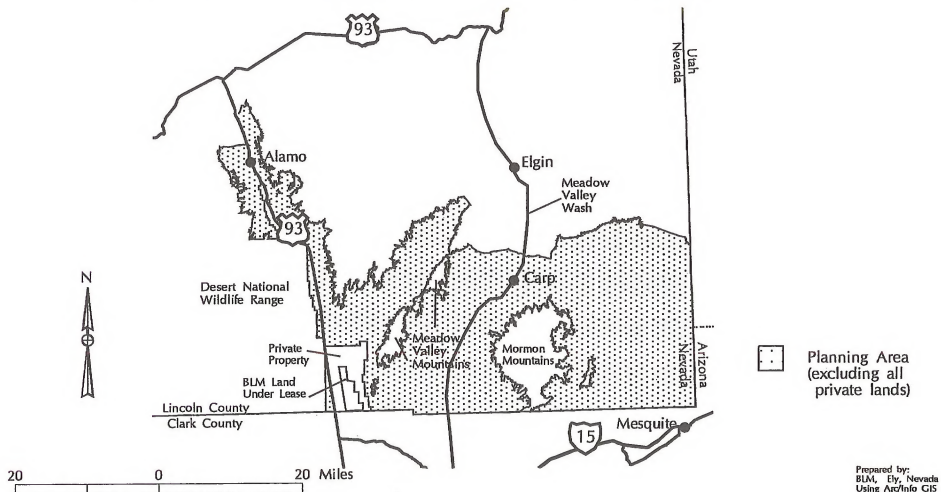 93
Utah
Nevada
Alamo
Elgin
Meadow
Valley
Wash
93
N
Desert National
Wildlife Range
Carp
Private
Property
Meadow
Valley
Mountains
Mormon
Mountains
BLM Land
Under Lease
Arizona
Nevada
Planning Area
(excluding all
private lands)
Lincoln County
Clark County
15
Mesquite
20 0 20 Miles
Prepared by:
BLM, Ely, Nevada
Using Arc/Info GIS